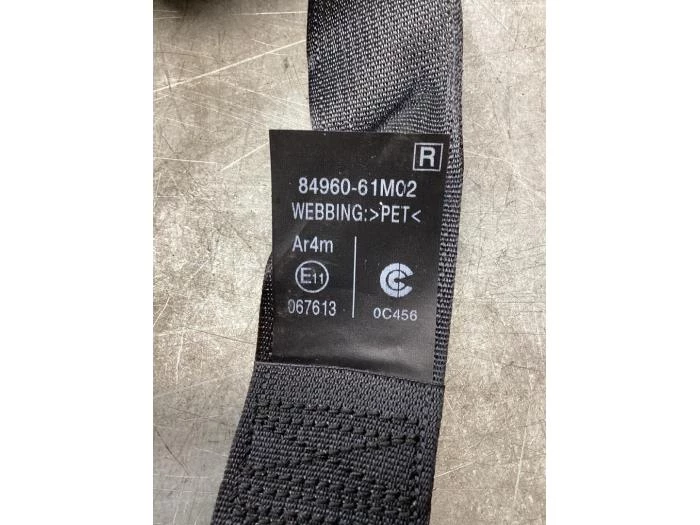 R
84960-61M02
WEBBING:>PET<
Ar4m
E11
067613
0C456